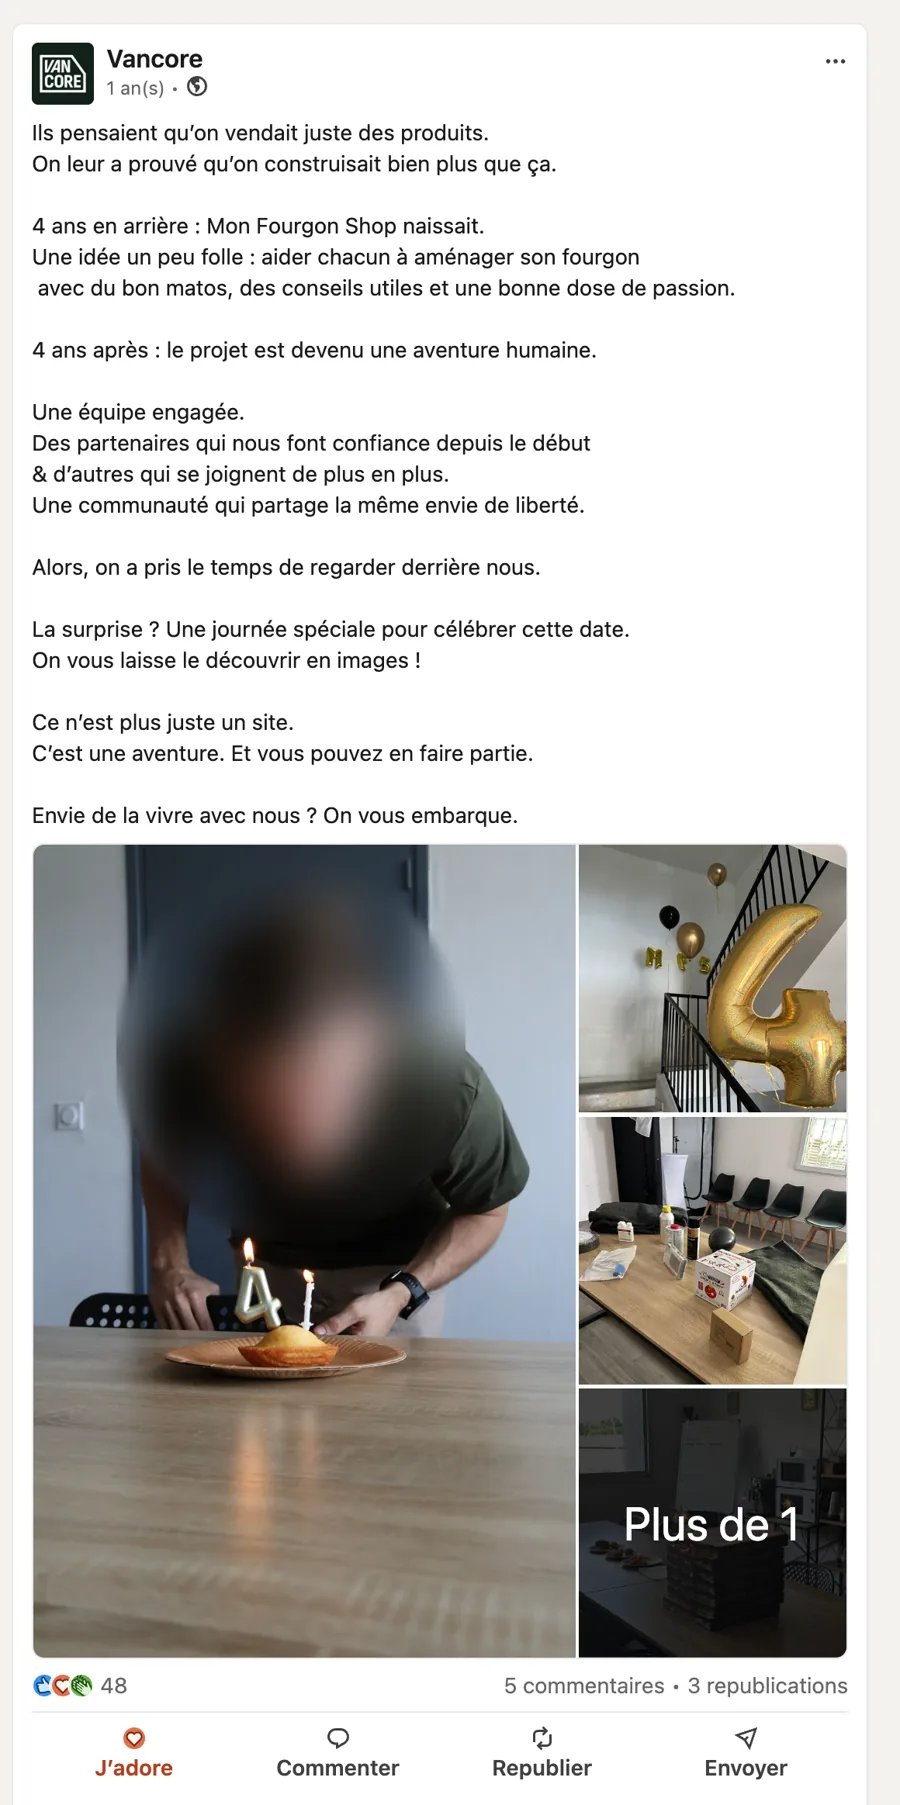 VAN
CORE
Vancore
1 an(s) •
Ils pensaient qu’on vendait juste des produits.
On leur a prouvé qu’on construisait bien plus que ça.
4 ans en arrière : Mon Fourgon Shop naissait.
Une idée un peu folle : aider chacun à aménager son fourgon
avec du bon matos, des conseils utiles et une bonne dose de passion.
4 ans après : le projet est devenu une aventure humaine.
Une équipe engagée.
Des partenaires qui nous font confiance depuis le début
& d’autres qui se joignent de plus en plus.
Une communauté qui partage la même envie de liberté.
Alors, on a pris le temps de regarder derrière nous.
La surprise ? Une journée spéciale pour célébrer cette date.
On vous laisse le découvrir en images !
Ce n’est plus juste un site.
C’est une aventure. Et vous pouvez en faire partie.
Envie de la vivre avec nous ? On vous embarque.
4
M F S
4
Plus de 1
48
5 commentaires • 3 republications
J’adore
Commenter
Republier
Envoyer